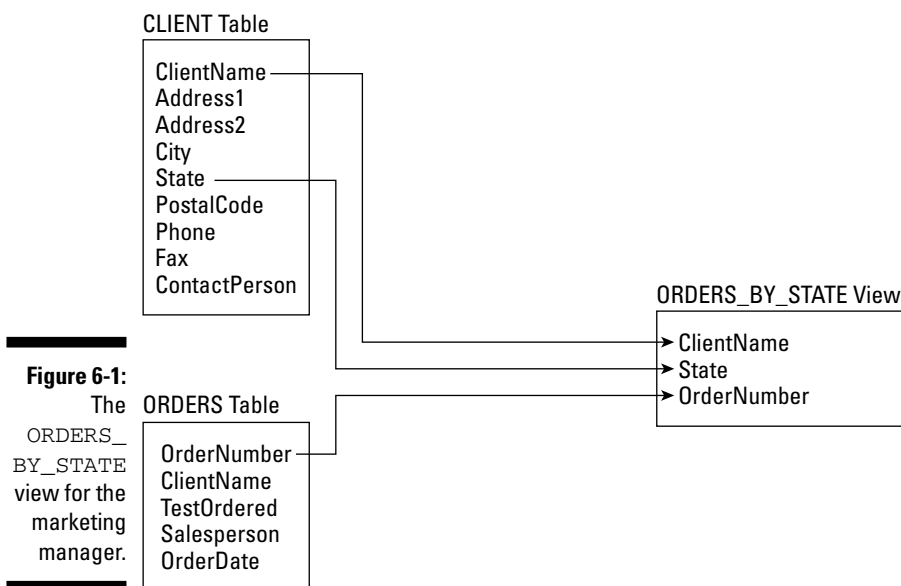 CLIENT Table
ClientName
Address1
Address2
City
State
PostalCode
Phone
Fax
ContactPerson
ORDERS_BY_STATE View
ClientName
State
OrderNumber
Figure 6-1:
The
ORDERS_
BY_STATE
view for the
marketing
manager.
ORDERS Table
OrderNumber
ClientName
TestOrdered
Salesperson
OrderDate